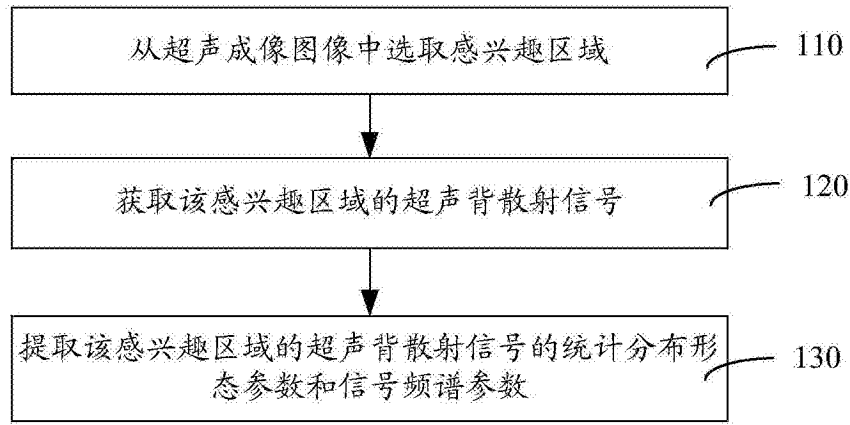 从超声成像图像中选取感兴趣区域
110
获取该感兴趣区域的超声背散射信号
120
提取该感兴趣区域的超声背散射信号的统计分布形
态参数和信号频谱参数
130